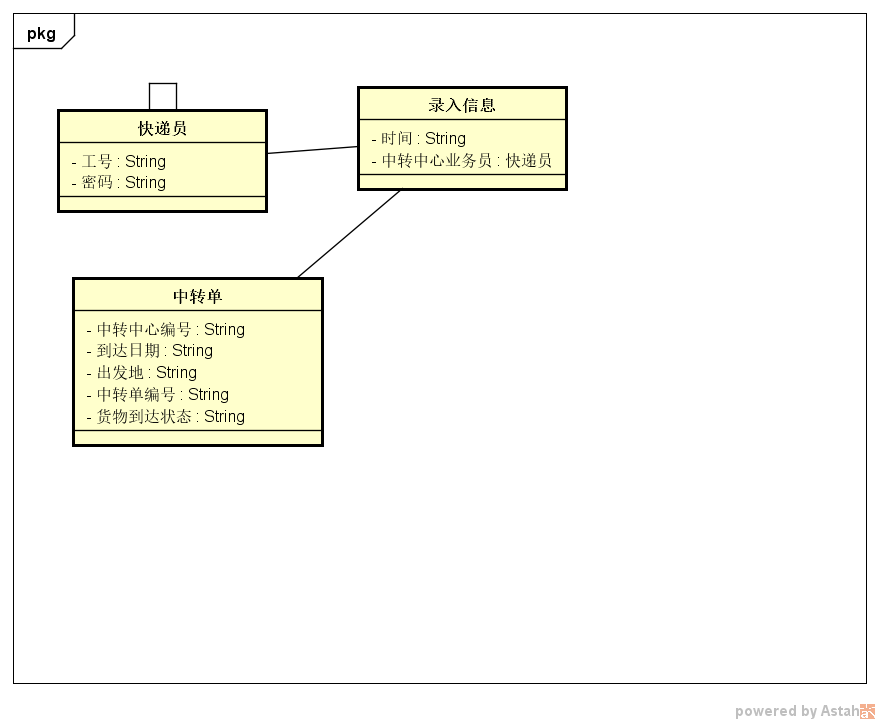 pkg
快递员
- 工号 : String
- 密码 : String
录入信息
- 时间 : String
- 中转中心业务员 : 快递员
中转单
- 中转中心编号 : String
- 到达日期 : String
- 出发地 : String
- 中转单编号 : String
- 货物到达状态 : String
powered by Astah